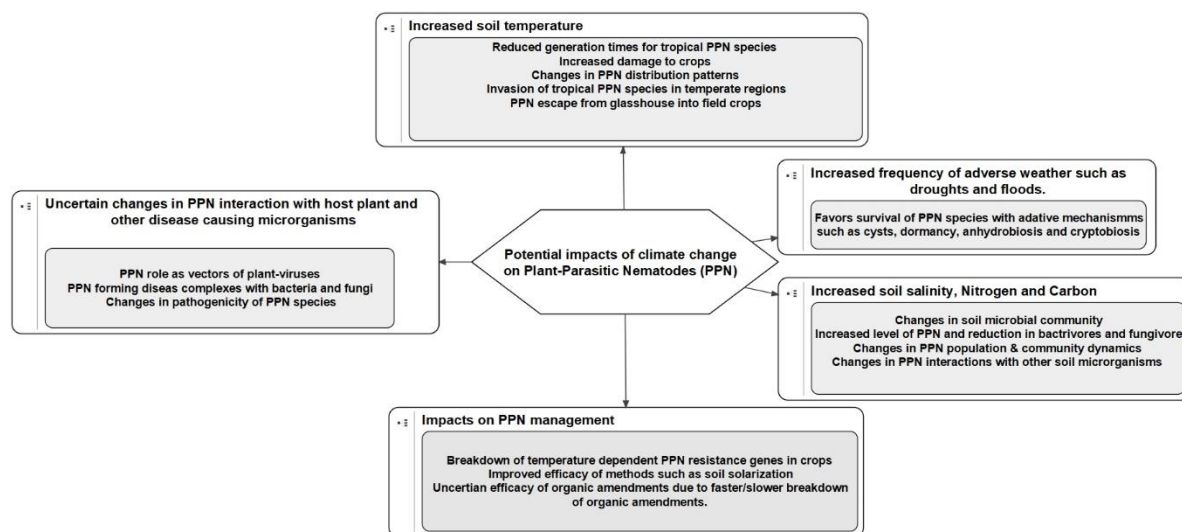 Increased soil temperature
Reduced generation times for tropical PPN species
Increased damage to crops
Changes in PPN distribution patterns
Invasion of tropical PPN species in temperate regions
PPN escape from glasshouse into field crops
Uncertain changes in PPN interaction with host plant and
other disease causing microrganisms
PPN role as vectors of plant-viruses
PPN forming diseas complexes with bacteria and fungi
Changes in pathogenicity of PPN species
Potential impacts of climate change
on Plant-Parasitic Nematodes (PPN)
Increased frequency of adverse weather such as
droughts and floods.
Favors survival of PPN species with adative mechanismms
such as cysts, dormancy, anhydrobiosis and cryptobiosis
Increased soil salinity, Nitrogen and Carbon
Changes in soil microbial community
Increased level of PPN and reduction in bactrivores and fungivore
Changes in PPN population & community dynamics
Changes in PPN interactions with other soil microrganisms
Impacts on PPN management
Breakdown of temperature dependent PPN resistance genes in crops
Improved efficacy of methods such as soil solarization
Uncertian efficacy of organic amendments due to faster/slower breakdown
of organic amendments.